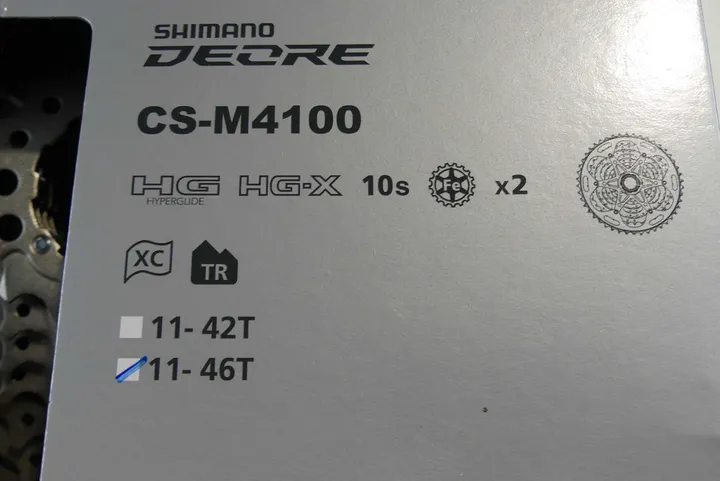 SHIMANO
DEORE
CS-M4100
HG HG-X 10s Fe x2
HYPERGLIDE
XC TR
11- 42T
11- 46T